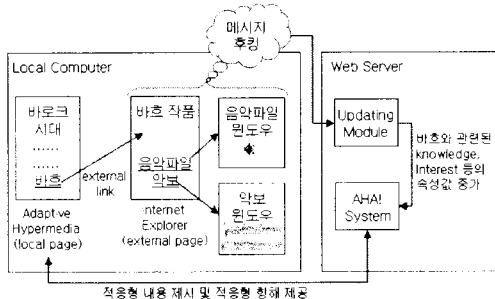 메시지
후킹
Local Computer
Web Server
바로크
시대
......
......
바흐
바흐 작품
음악파일
악보
음악파일
윈도우
악보
윈도우
external
link
Adaptive
Hypermedia
(local page)
Internet
Explorer
(external page)
Updating
Module
바흐와 관련된
knowledge,
Interest 등의
속성값 증가
AHA!
System
적응형 내용 제시 및 적응형 항해 제공